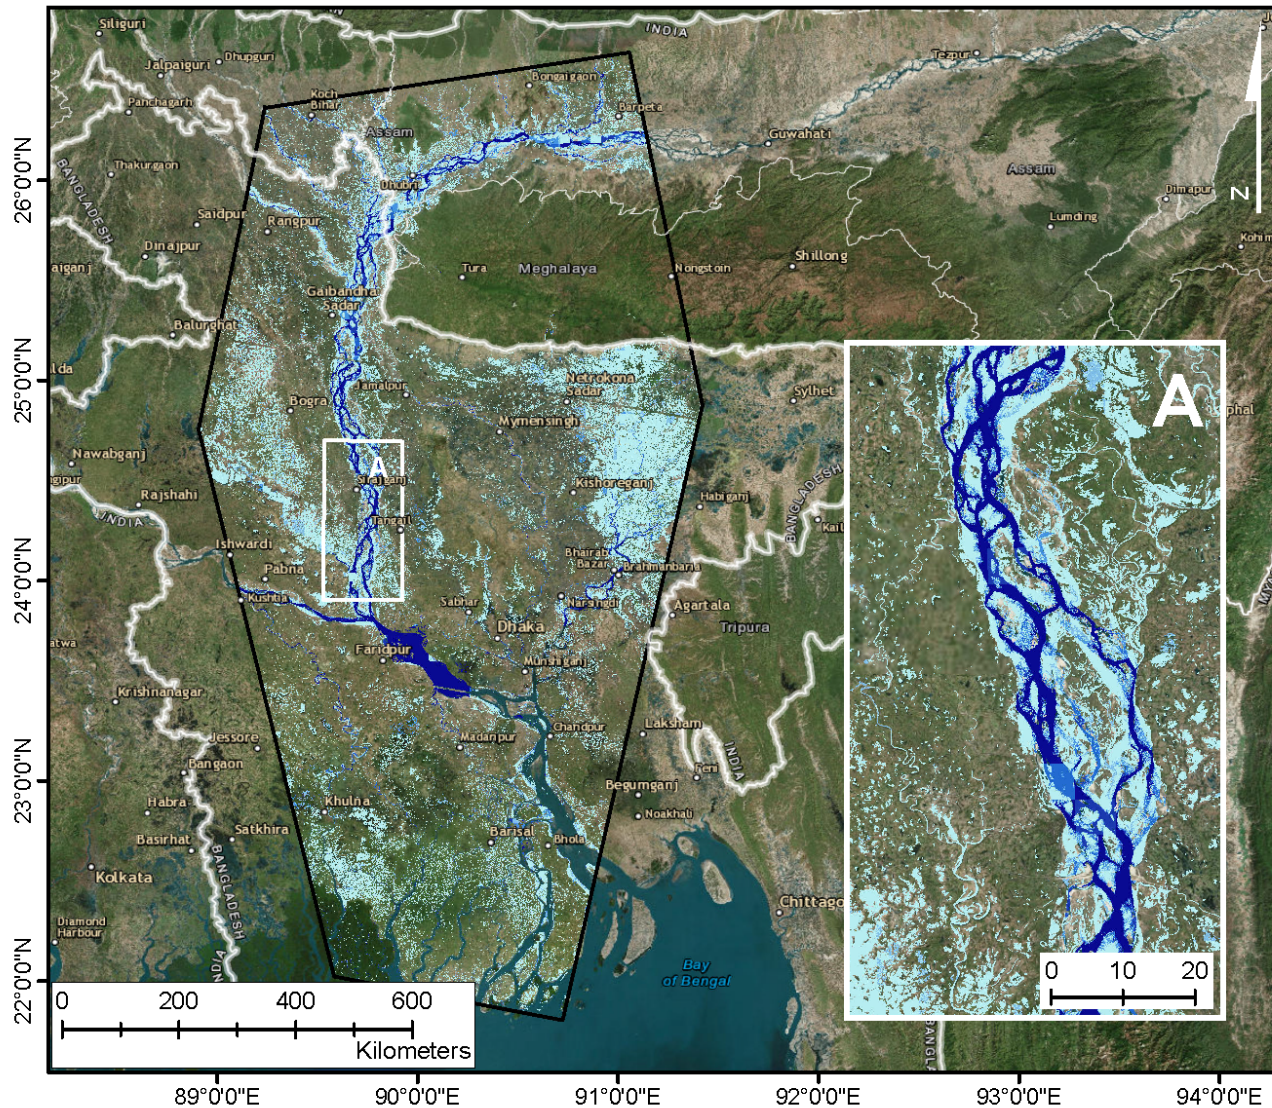 Siliguri
INDIA
Jalpaiguri
Dhupguri
Tezpur
Bongaigaon
Koch
Bihar
Panchagarh
Barpeta
Assam
Guwahati
Thakurgaon
BANGLADESH
Dhubri
Assam
Dimapur
N
Saidpur
Rangpur
Lumding
Dinajpur
Kohim
aiganj
Tura
Meghalaya
Nongstoin
Shillong
Gaibandha
Sadar
Balurghat
lda
Jamalpur
Netrokona
Sadar
Sylhet
Bogra
A
phal
Mymensingh
Nawabganj
A
Sirajganj
Kishoreganj
BANGLADESH
Habiganj
Rajshahi
INDIA
Tangail
Kail
Ishwardi
Bhairab
Bazar
Brahmanbaria
Pabna
Kushtia
Narsingdi
Agartala
Sabhar
Dhaka
Tripura
atwa
Faridpur
Munshiganj
Krishnanagar
Chandpur
Laksham
Jessore
Madaripur
INDIA
Bangaon
Feni
Begumganj
Habra
Khulna
Noakhali
Basirhat
Satkhira
Barisal
Bhola
Kolkata
BANGLADESH
Chittago
Diamond
Harbour
Bay
of Bengal
0 10 20
0 200 400 600
Kilometers
26°0'0"N
25°0'0"N
24°0'0"N
23°0'0"N
22°0'0"N
89°0'0"E 90°0'0"E 91°0'0"E 92°0'0"E 93°0'0"E 94°0'0"E